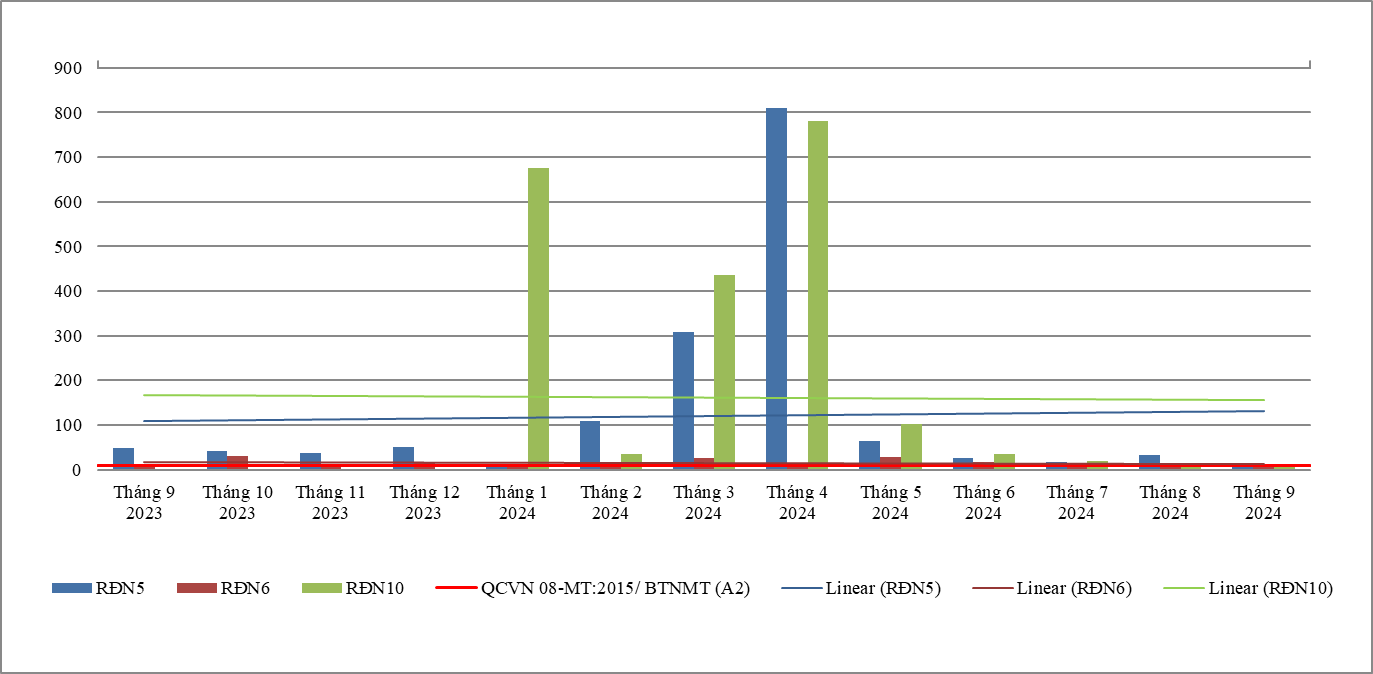 900
800
700
600
500
400
300
200
100
0
Tháng 9 2023
Tháng 10 2023
Tháng 11 2023
Tháng 12 2023
Tháng 1 2024
Tháng 2 2024
Tháng 3 2024
Tháng 4 2024
Tháng 5 2024
Tháng 6 2024
Tháng 7 2024
Tháng 8 2024
Tháng 9 2024
RĐN5 RĐN6 RĐN10 QCVN 08-MT:2015/ BTNMT (A2) Linear (RĐN5) Linear (RĐN6) Linear (RĐN10)